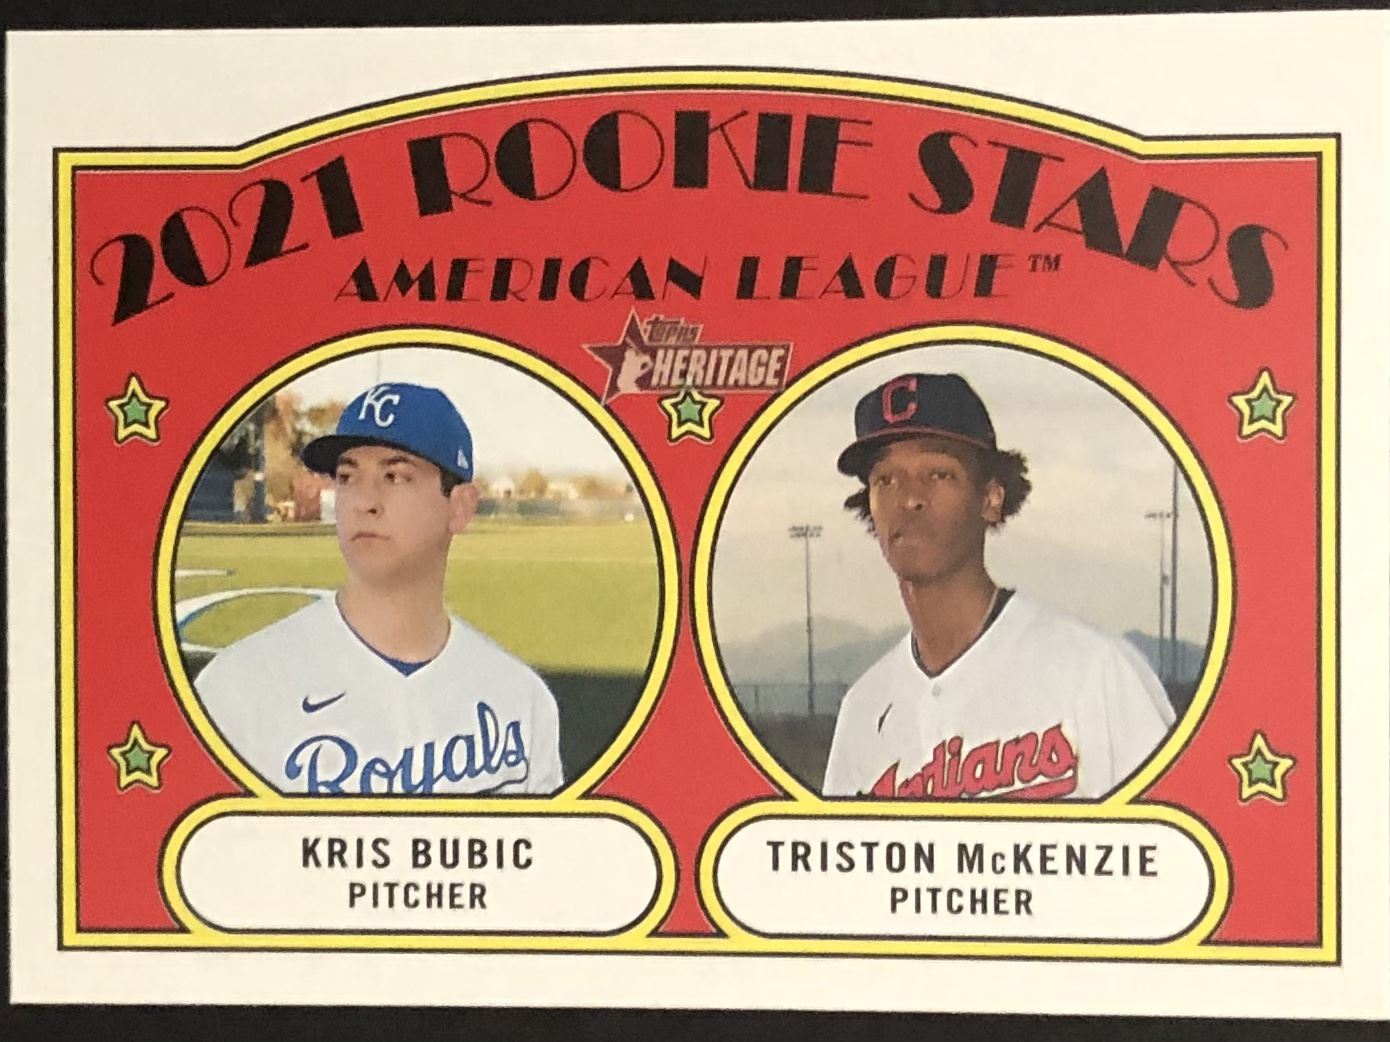 2021 ROOKIE STARS
AMERICAN LEAGUE™
topps
HERITAGE
KC
C
Royals
Indians
KRIS BUBIC
PITCHER
TRISTON McKENZIE
PITCHER